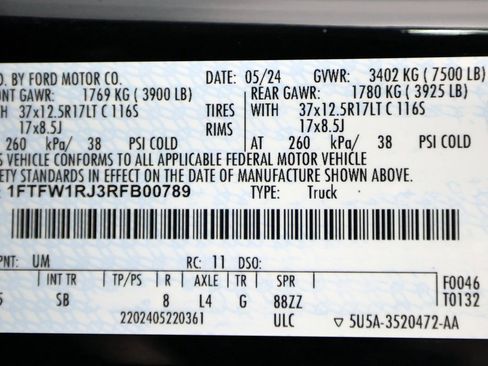 D. BY FORD MOTOR CO. DATE: 05/24 GVWR: 3402 KG ( 7500 LB)
ONT GAWR: 1769 KG ( 3900 LB) REAR GAWR: 1780 KG ( 3925 LB)
H 37x12.5R17LT C 116S TIRES WITH 37x12.5R17LT C 116S
17x8.5J RIMS 17x8.5J
260 kPa/ 38 PSI COLD AT 260 kPa/ 38 PSI COLD
S VEHICLE CONFORMS TO ALL APPLICABLE FEDERAL MOTOR VEHICLE
ETY STANDARDS IN EFFECT ON THE DATE OF MANUFACTURE SHOWN ABOVE.
: 1FTFW1RJ3RFB00789 TYPE: Truck
PNT: UM RC: 11 DSO:
INT TR TP/PS R AXLE TR SPR F0046
5 SB 8 L4 G 88ZZ T0132
2202405220361 ULC ▽ 5U5A-3520472-AA